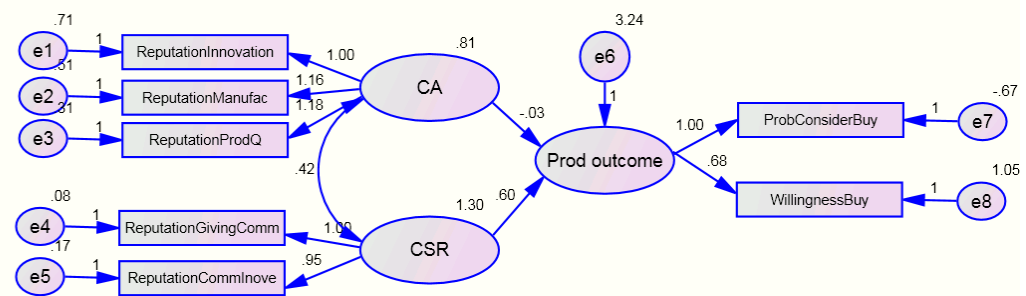 .71
e1
1
ReputationInnovation
.51
e2
1
ReputationManufac
.31
e3
1
ReputationProdQ
1.00
1.16
1.18
.81
CA
.42
.08
e4
1
ReputationGivingComm
.17
e5
1
ReputationCommInove
1.00
.95
1.30
CSR
-.03
.60
3.24
e6
1
Prod outcome
1.00
.68
ProbConsiderBuy
1
-.67
e7
WillingnessBuy
1
1.05
e8